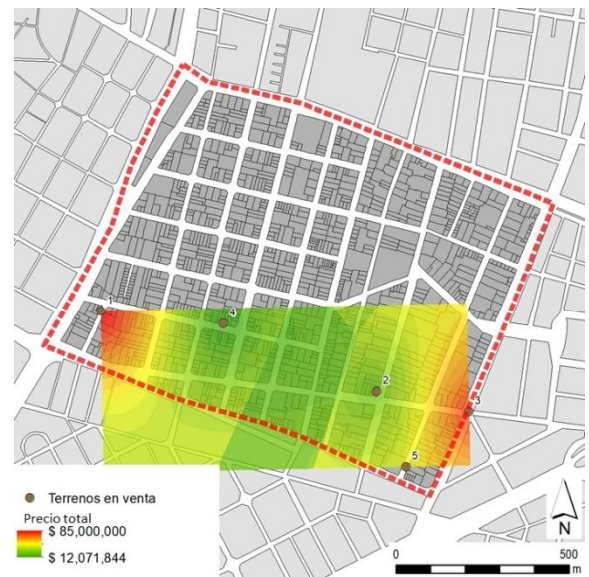 1
4
2
3
5
Terrenos en venta
Precio total
$ 85,000,000
$ 12,071,844
N
0 500
m